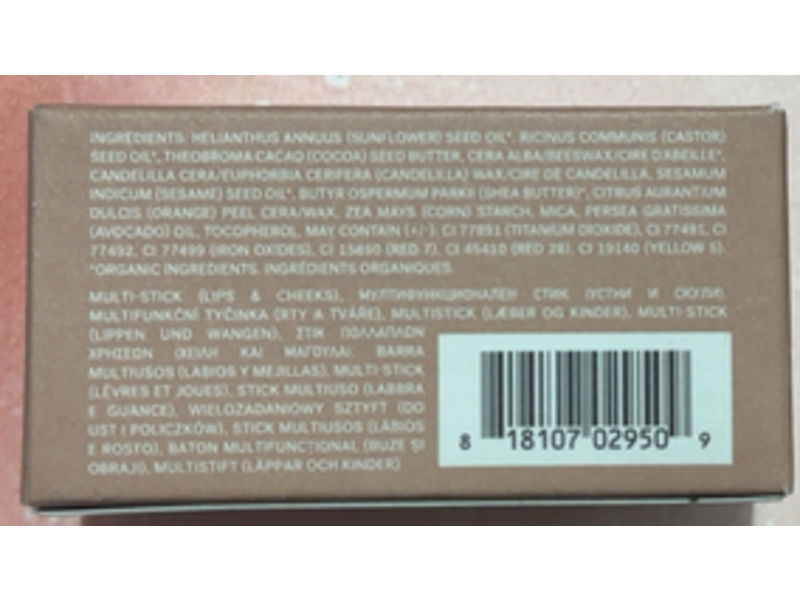 INGREDIENTS: HELIANTHUS ANNUUS (SUNFLOWER) SEED OIL*, RICINUS COMMUNIS (CASTOR)
SEED OIL*, THEOBROMA CACAO (COCOA) SEED BUTTER, CERA ALBA/BEESWAX/CIRE D'ABEILLE*,
CANDELILLA CERA/EUPHORBIA CERIFERA (CANDELILLA) WAX/CIRE DE CANDELILLA, SESAMUM
INDICUM (SESAME) SEED OIL*, BUTYR OSPERMUM PARKII (SHEA BUTTER)*, CITRUS AURANTIUM
DULCIS (ORANGE) PEEL CERA/WAX, ZEA MAYS (CORN) STARCH, MICA, PERSEA GRATISSIMA
(AVOCADO) OIL, TOCOPHEROL, MAY CONTAIN (+/-): CI 77891 (TITANIUM DIOXIDE), CI 77491, CI
77492, CI 77499 (IRON OXIDES), CI 15850 (RED 7), CI 45410 (RED 28), CI 19140 (YELLOW 5).
*ORGANIC INGREDIENTS. INGRÉDIENTS ORGANIQUES.
MULTI-STICK (LIPS & CHEEKS), МУЛТИФУНКЦИОНАЛЕН СТИК (УСТНИ И СКУЛИ),
MULTIFUNKČNÍ TYČINKA (RTY A TVÁŘE), MULTISTICK (LÆBER OG KINDER), MULTI-STICK
(LIPPEN UND WANGEN), ΣΤΙΚ ΠΟΛΛΑΠΛΩΝ
ΧΡΗΣΕΩΝ (ΧΕΙΛΗ ΚΑΙ ΜΑΓΟΥΛΑ) BARRA
MULTIUSOS (LABIOS Y MEJILLAS), MULTI-STICK
(LÈVRES ET JOUES), STICK MULTIUSO (LABBRA
E GUANCE), WIELOZADANIOWY SZTYFT (DO
UST I POLICZKÓW), STICK MULTIUSOS (LÁBIOS
E ROSTO), BATON MULTIFUNCȚIONAL (BUZE ȘI
OBRAJI), MULTISTIFT (LÄPPAR OCH KINDER)
8 18107 02950 9